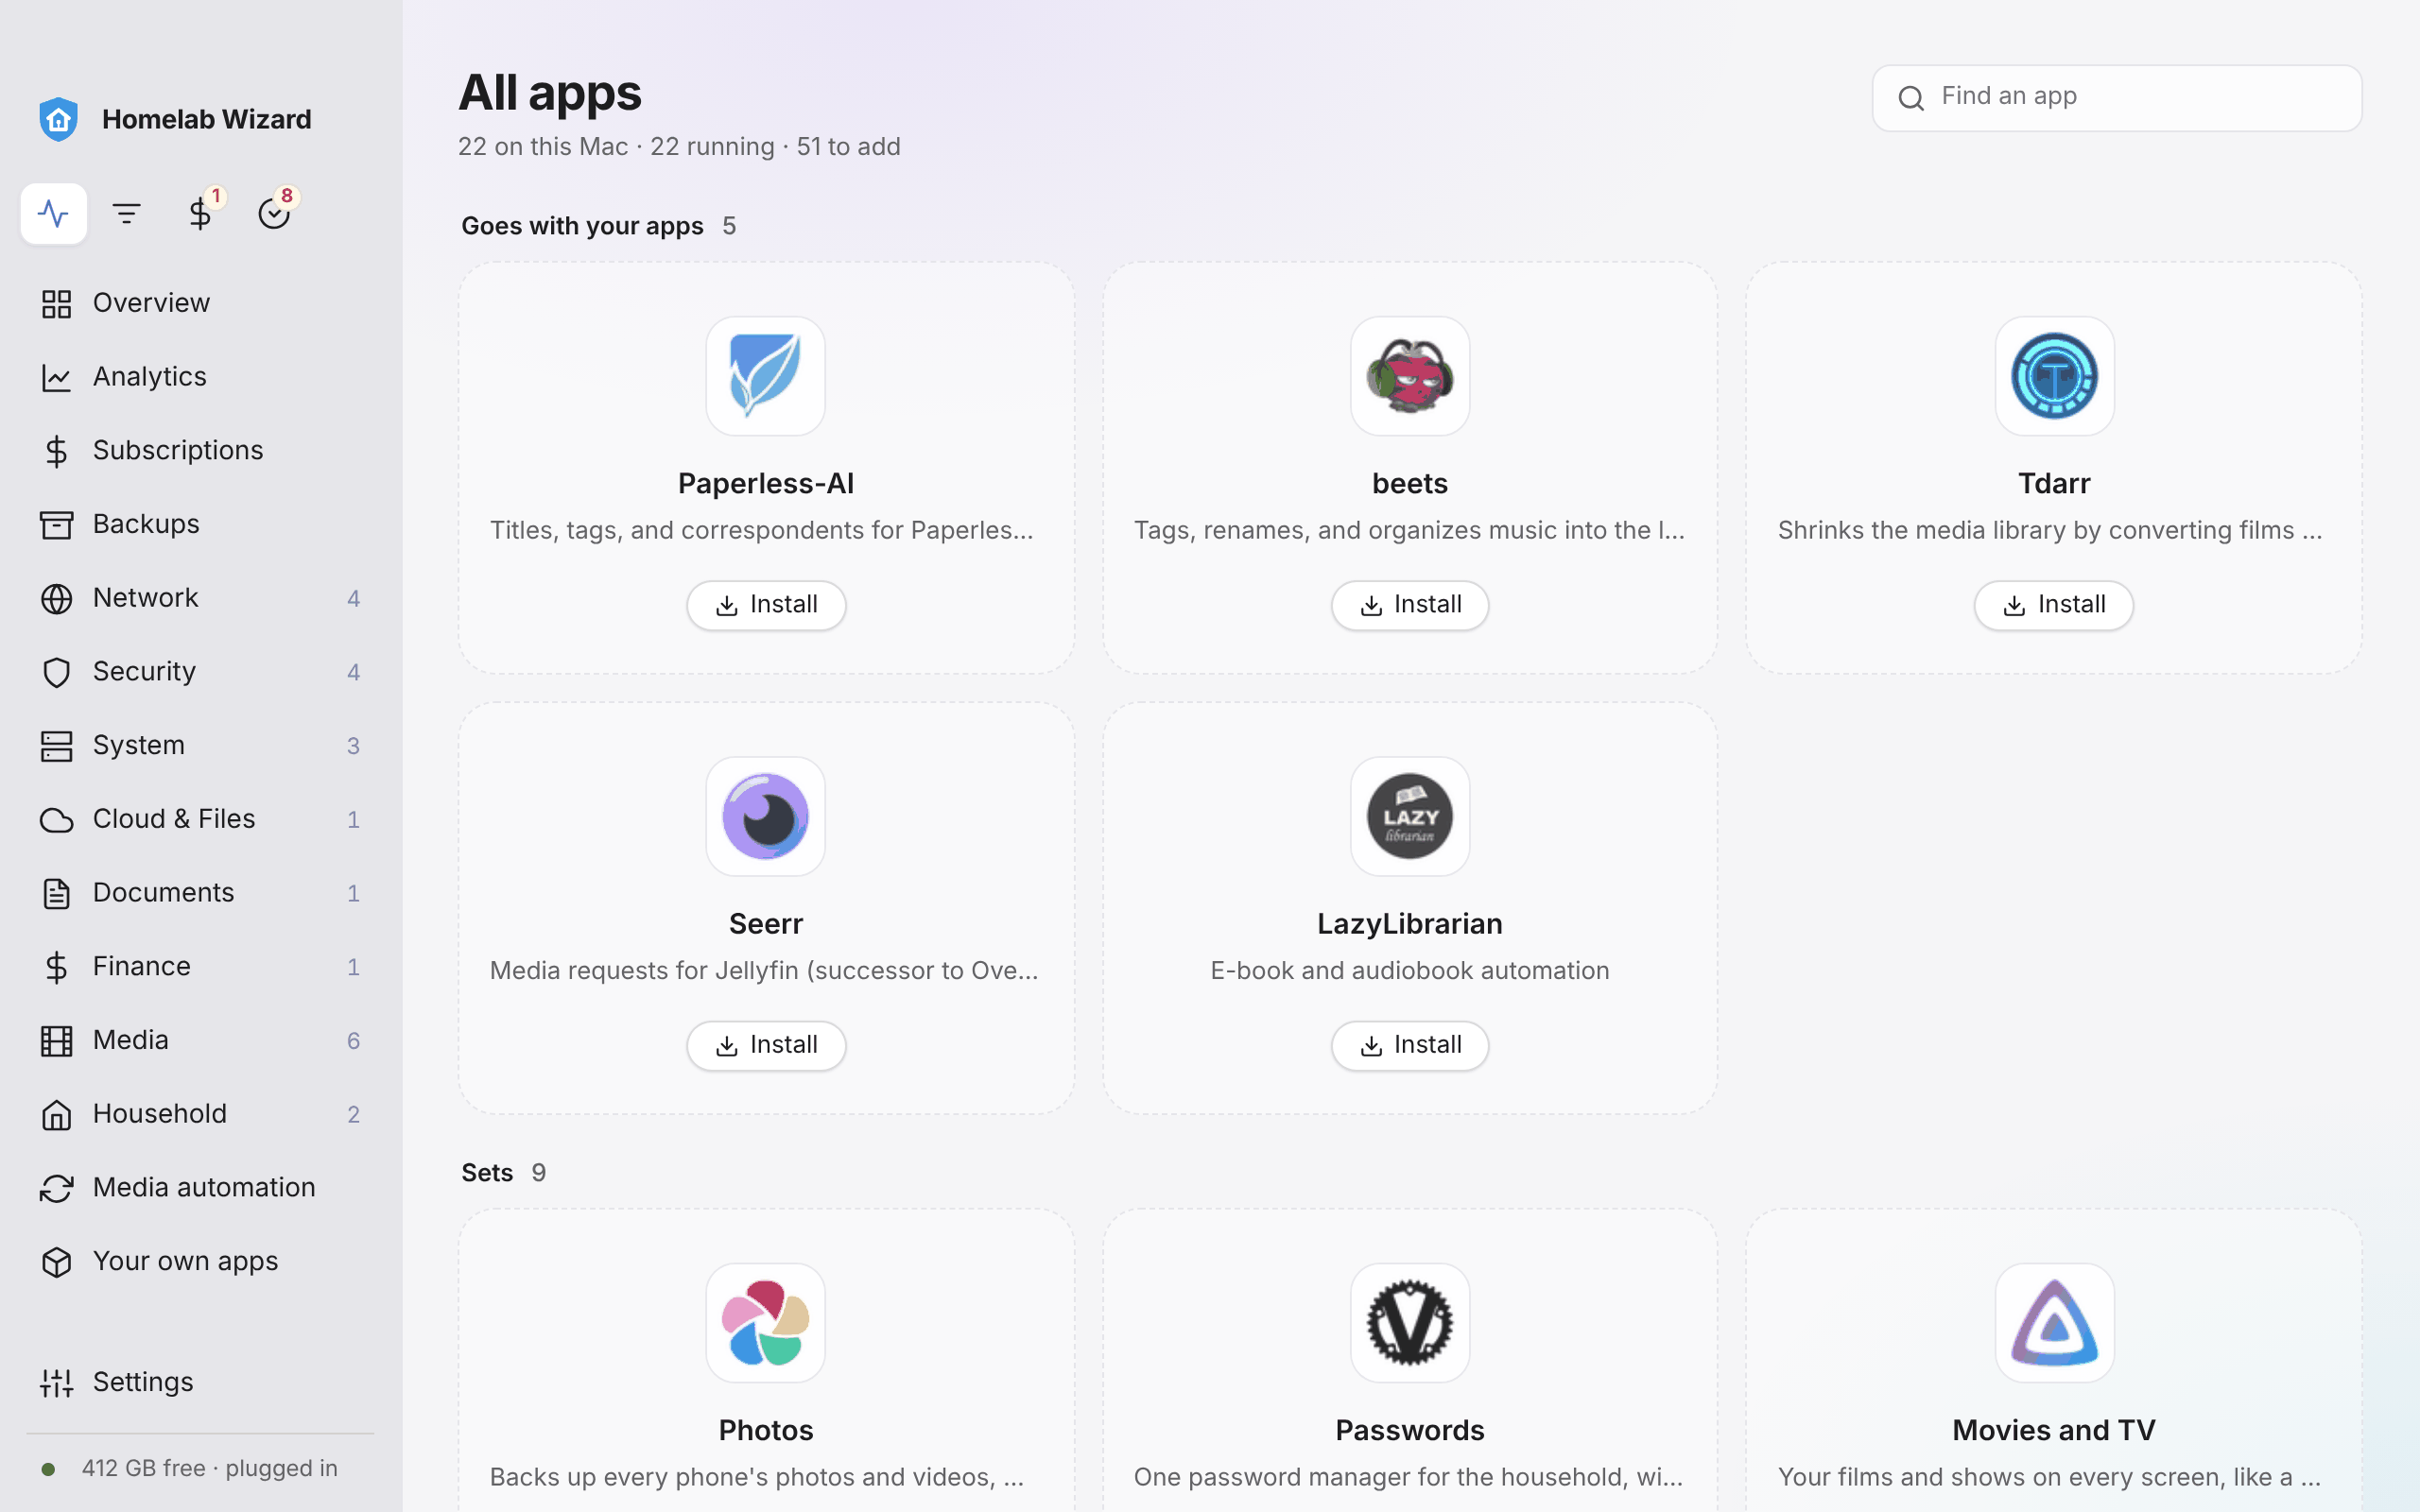 Homelab Wizard
1
8
Overview
Analytics
Subscriptions
Backups
Network 4
Security 4
System 3
Cloud & Files 1
Documents 1
Finance 1
Media 6
Household 2
Media automation
Your own apps
Settings
412 GB free · plugged in
All apps
22 on this Mac · 22 running · 51 to add
Find an app
Goes with your apps 5
Paperless-AI
Titles, tags, and correspondents for Paperles...
Install
beets
Tags, renames, and organizes music into the l...
Install
T
Tdarr
Shrinks the media library by converting films ...
Install
Seerr
Media requests for Jellyfin (successor to Ove...
Install
LAZY
librarian
LazyLibrarian
E-book and audiobook automation
Install
Sets 9
Photos
Backs up every phone's photos and videos, ...
V
Passwords
One password manager for the household, wi...
Movies and TV
Your films and shows on every screen, like a ...